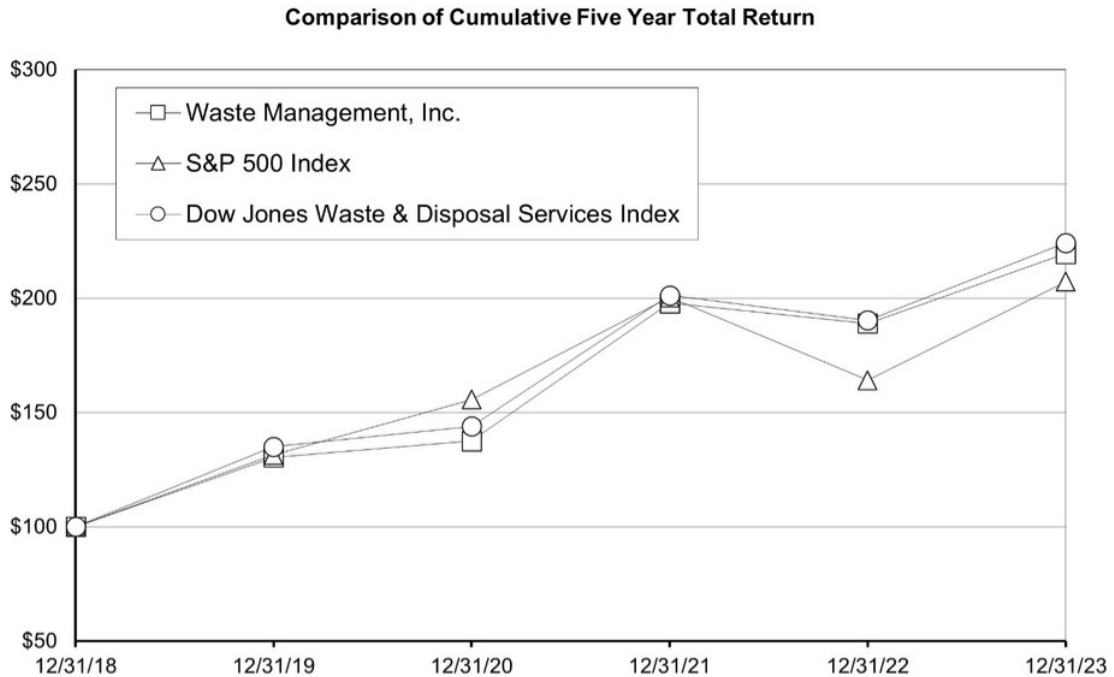 Comparison of Cumulative Five Year Total Return
$300
Waste Management, Inc.
S&P 500 Index
$250
Dow Jones Waste & Disposal Services Index
$200
$150
$100
$50
12/31/18 12/31/19 12/31/20 12/31/21 12/31/22 12/31/23